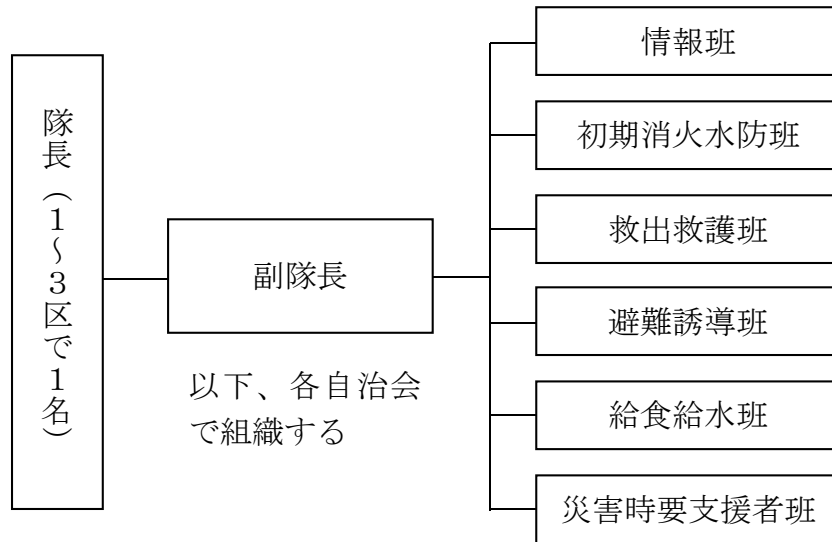 隊長（１～３区で１名）
副隊長
以下、各自治会
で組織する
情報班
初期消火水防班
救出救護班
避難誘導班
給食給水班
災害時要支援者班